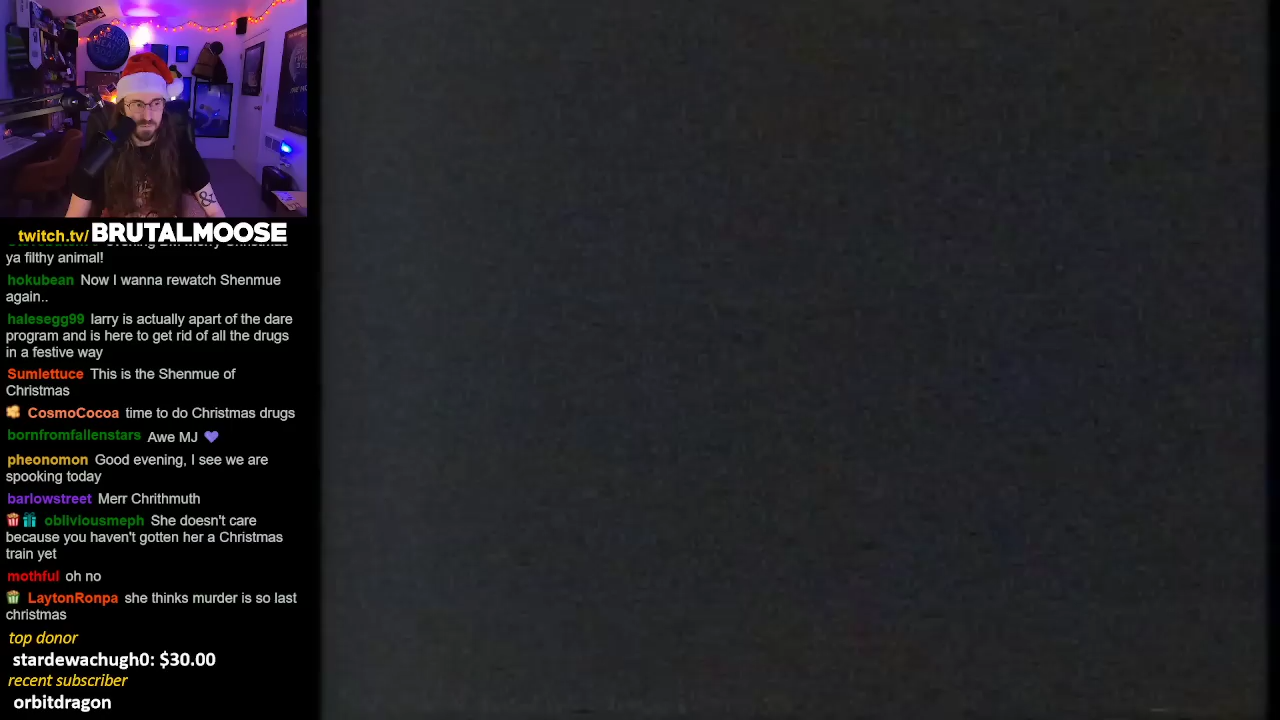 twitch.tv/BRUTALMOOSE
ya filthy animal!
hokubean Now I wanna rewatch Shenmue
again..
halesegg99 larry is actually apart of the dare
program and is here to get rid of all the drugs
in a festive way
Sumlettuce This is the Shenmue of
Christmas
CosmoCocoa time to do Christmas drugs
bornfromfallenstars Awe MJ 💜
pheonomon Good evening, I see we are
spooking today
barlowstreet Merr Chrithmuth
obliviousmeph She doesn't care
because you haven't gotten her a Christmas
train yet
mothful oh no
LaytonRonpa she thinks murder is so last
christmas
top donor
stardewachugh0: $30.00
recent subscriber
orbitdragon